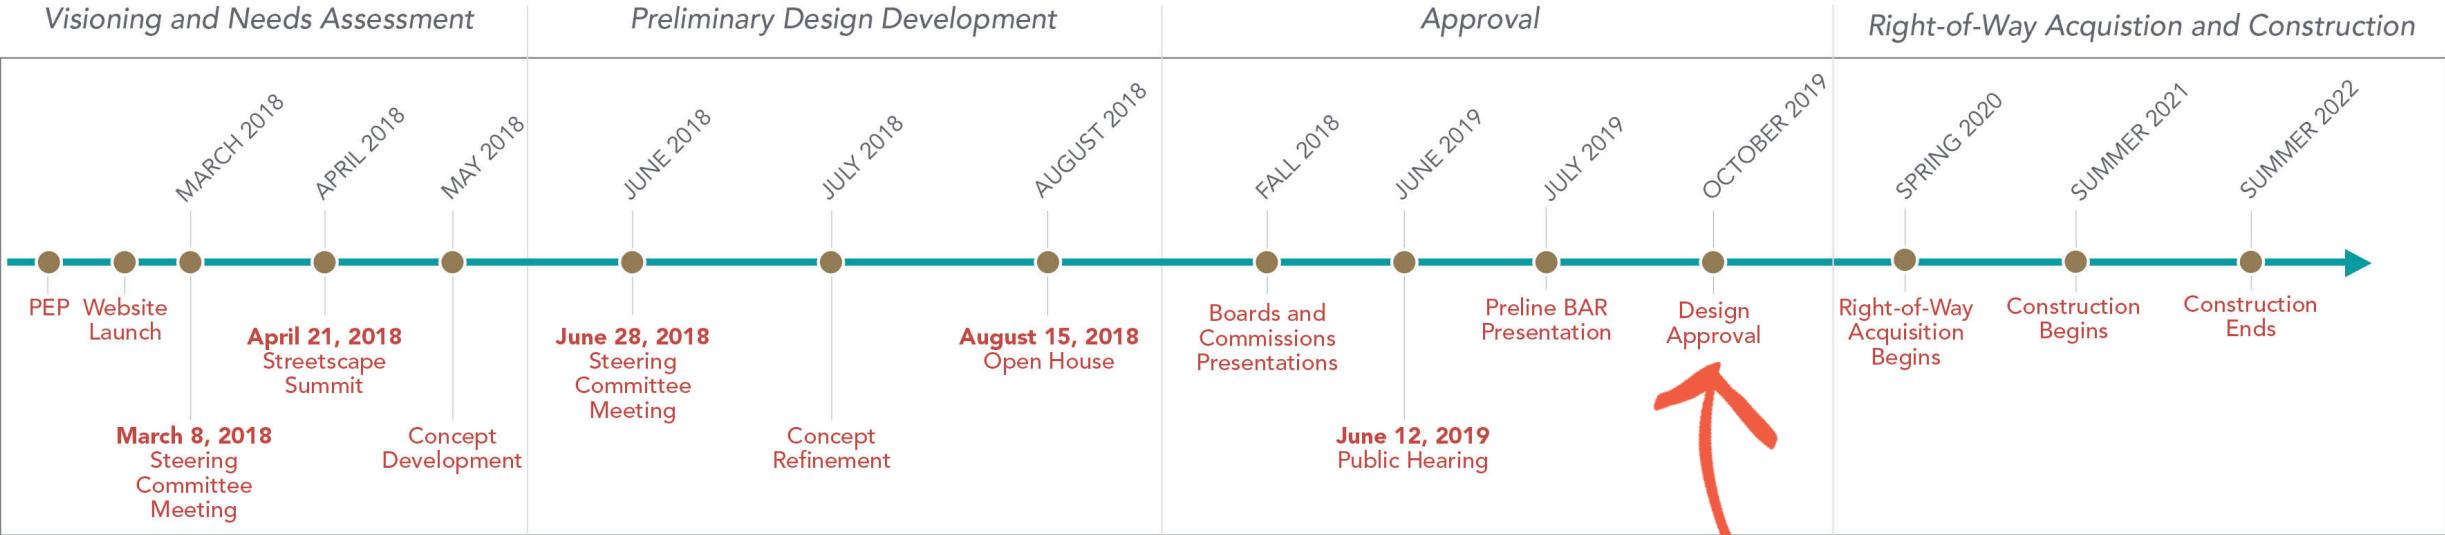 Visioning and Needs Assessment
Preliminary Design Development
Approval
Right-of-Way Acquistion and Construction
MARCH 2018
APRIL 2018
MAY 2018
JUNE 2018
JULY 2018
AUGUST 2018
FALL 2018
JUNE 2019
JULY 2019
OCTOBER 2019
SPRING 2020
SUMMER 2021
SUMMER 2022
PEP
Website
Launch
March 8, 2018
Steering
Committee
Meeting
April 21, 2018
Streetscape
Summit
Concept
Development
June 28, 2018
Steering
Committee
Meeting
Concept
Refinement
August 15, 2018
Open House
Boards and
Commissions
Presentations
June 12, 2019
Public Hearing
Preline BAR
Presentation
Design
Approval
Right-of-Way
Acquisition
Begins
Construction
Begins
Construction
Ends